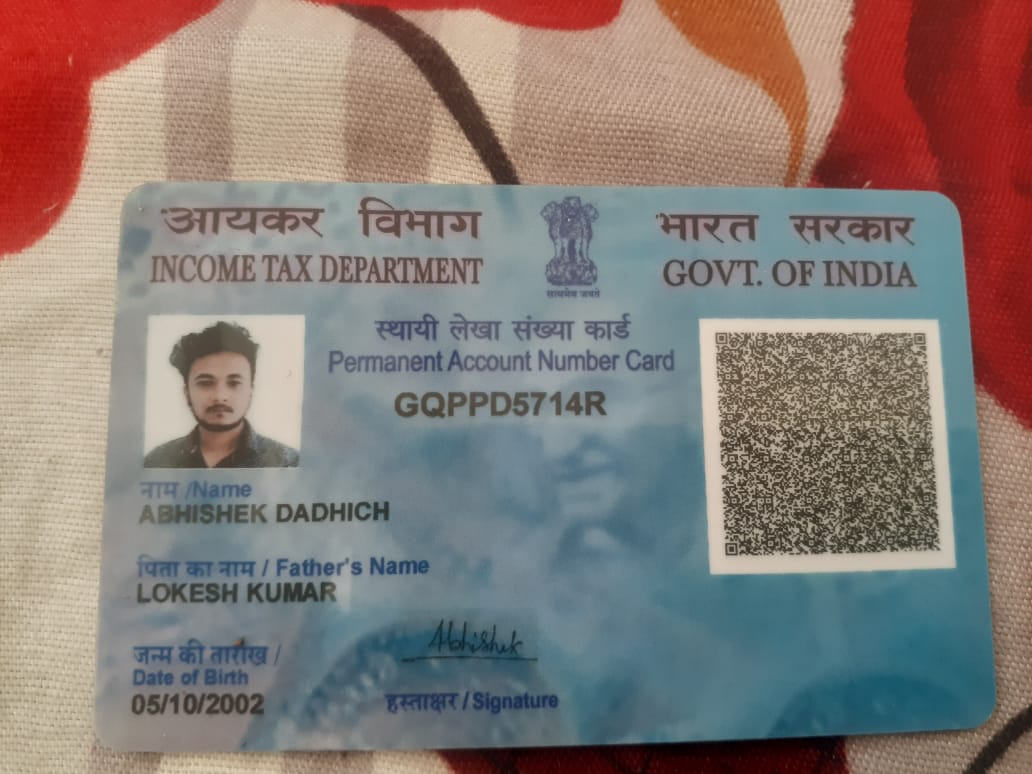 आयकर विभाग
INCOME TAX DEPARTMENT
सत्यमेव जयते
भारत सरकार
GOVT. OF INDIA
स्थायी लेखा संख्या कार्ड
Permanent Account Number Card
GQPPD5714R
नाम /Name
ABHISHEK DADHICH
पिता का नाम / Father's Name
LOKESH KUMAR
जन्म की तारीख /
Date of Birth
05/10/2002
Abhishek
हस्ताक्षर / Signature